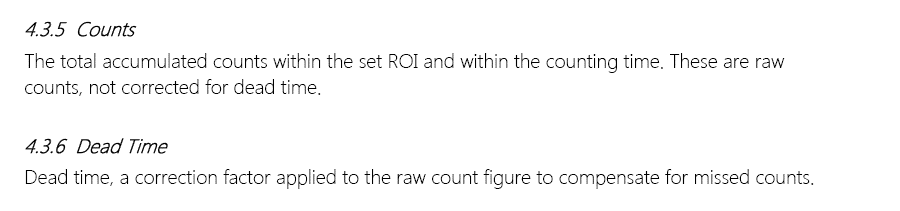 4.3.5 Counts
The total accumulated counts within the set ROI and within the counting time. These are raw
counts, not corrected for dead time.
4.3.6 Dead Time
Dead time, a correction factor applied to the raw count figure to compensate for missed counts.